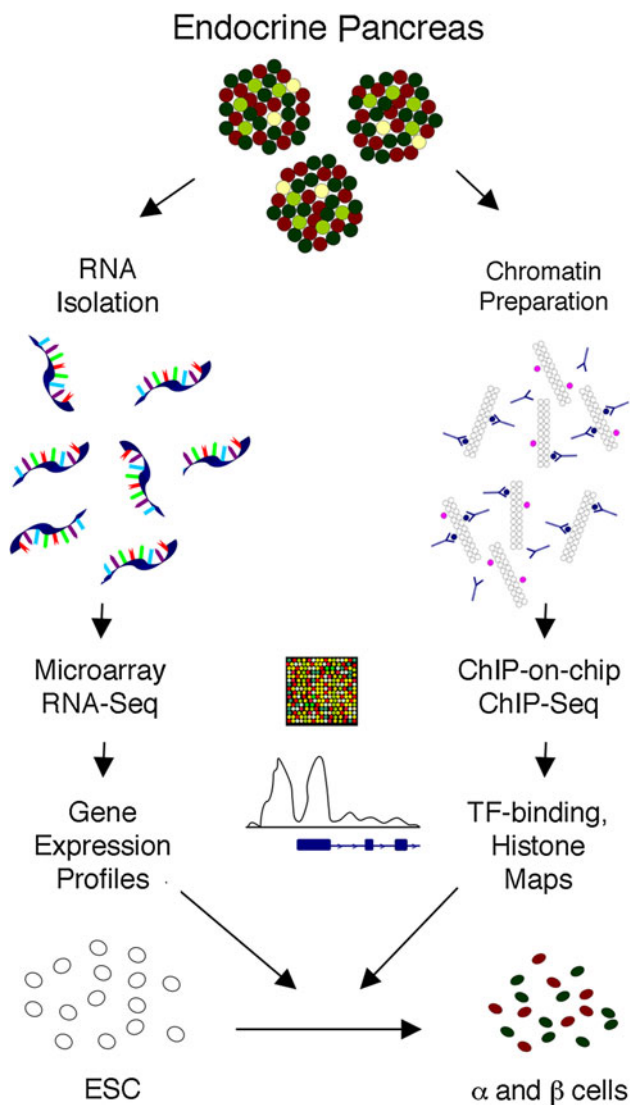 Endocrine Pancreas
RNA
Isolation
Chromatin
Preparation
Microarray
RNA-Seq
ChIP-on-chip
ChIP-Seq
Gene
Expression
Profiles
TF-binding,
Histone
Maps
ESC
α and β cells